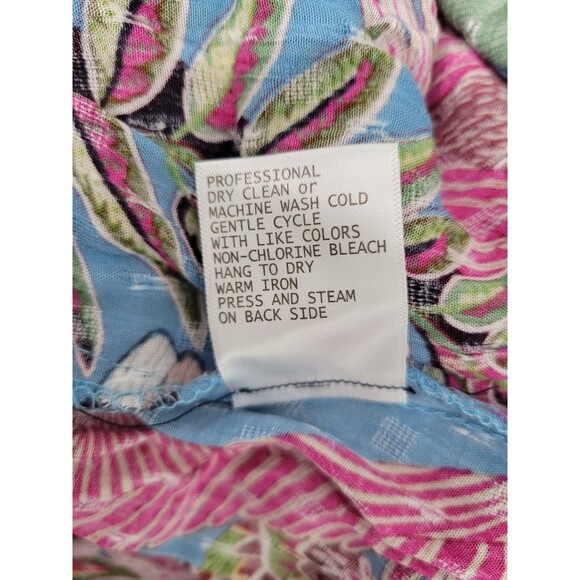 PROFESSIONAL
DRY CLEAN or
MACHINE WASH COLD
GENTLE CYCLE
WITH LIKE COLORS
NON-CHLORINE BLEACH
HANG TO DRY
WARM IRON
PRESS AND STEAM
ON BACK SIDE